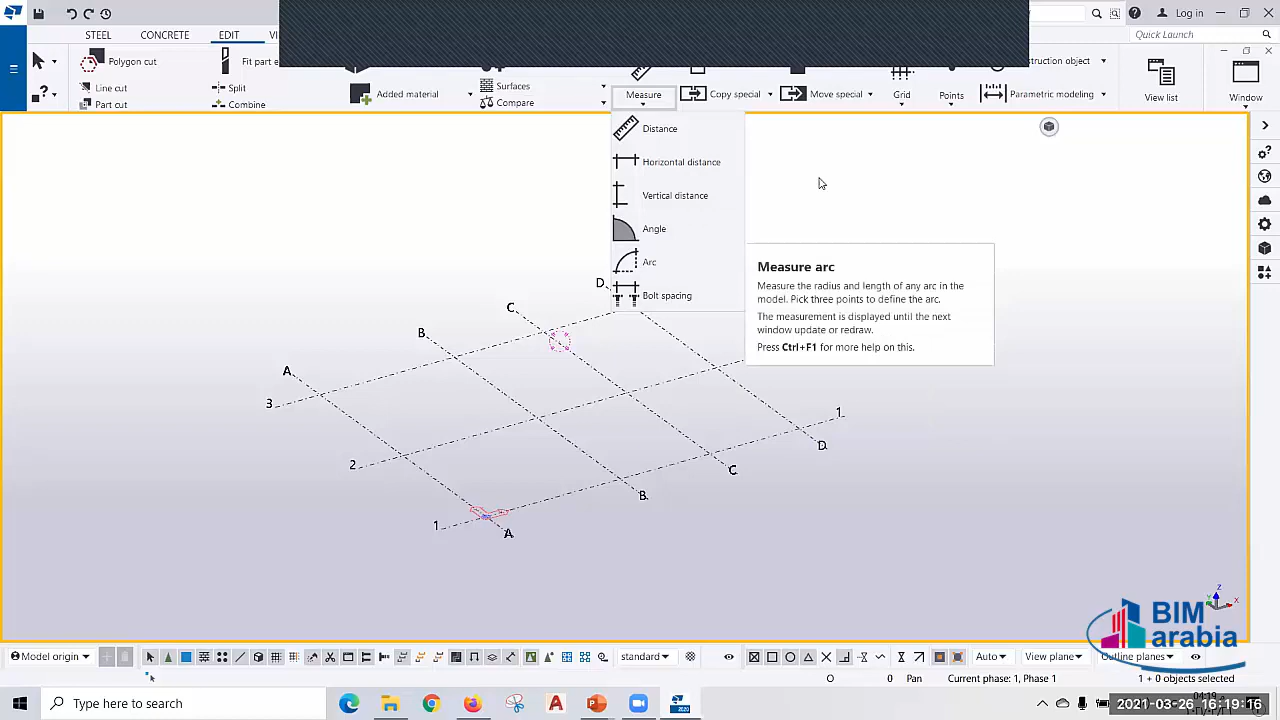 Log in
STEEL
CONCRETE
EDIT
Quick Launch
Polygon cut
Line cut
Part cut
Fit part e
Split
Combine
Added material
Surfaces
Compare
Measure
Copy special
Move special
Grid
Points
struction object
Parametric modeling
View list
Window
Distance
Horizontal distance
Vertical distance
Angle
Arc
Bolt spacing
Measure arc
Measure the radius and length of any arc in the
model. Pick three points to define the arc.
The measurement is displayed until the next
window update or redraw.
Press Ctrl+F1 for more help on this.
D
C
B
A
3
2
1
1
D
C
B
A
Z
X
BIM
arabia
Model origin
standard
Auto
View plane
Outline planes
O
0
Pan
Current phase: 1, Phase 1
1 + 0 objects selected
Type here to search
2021-03-26 16:19:16